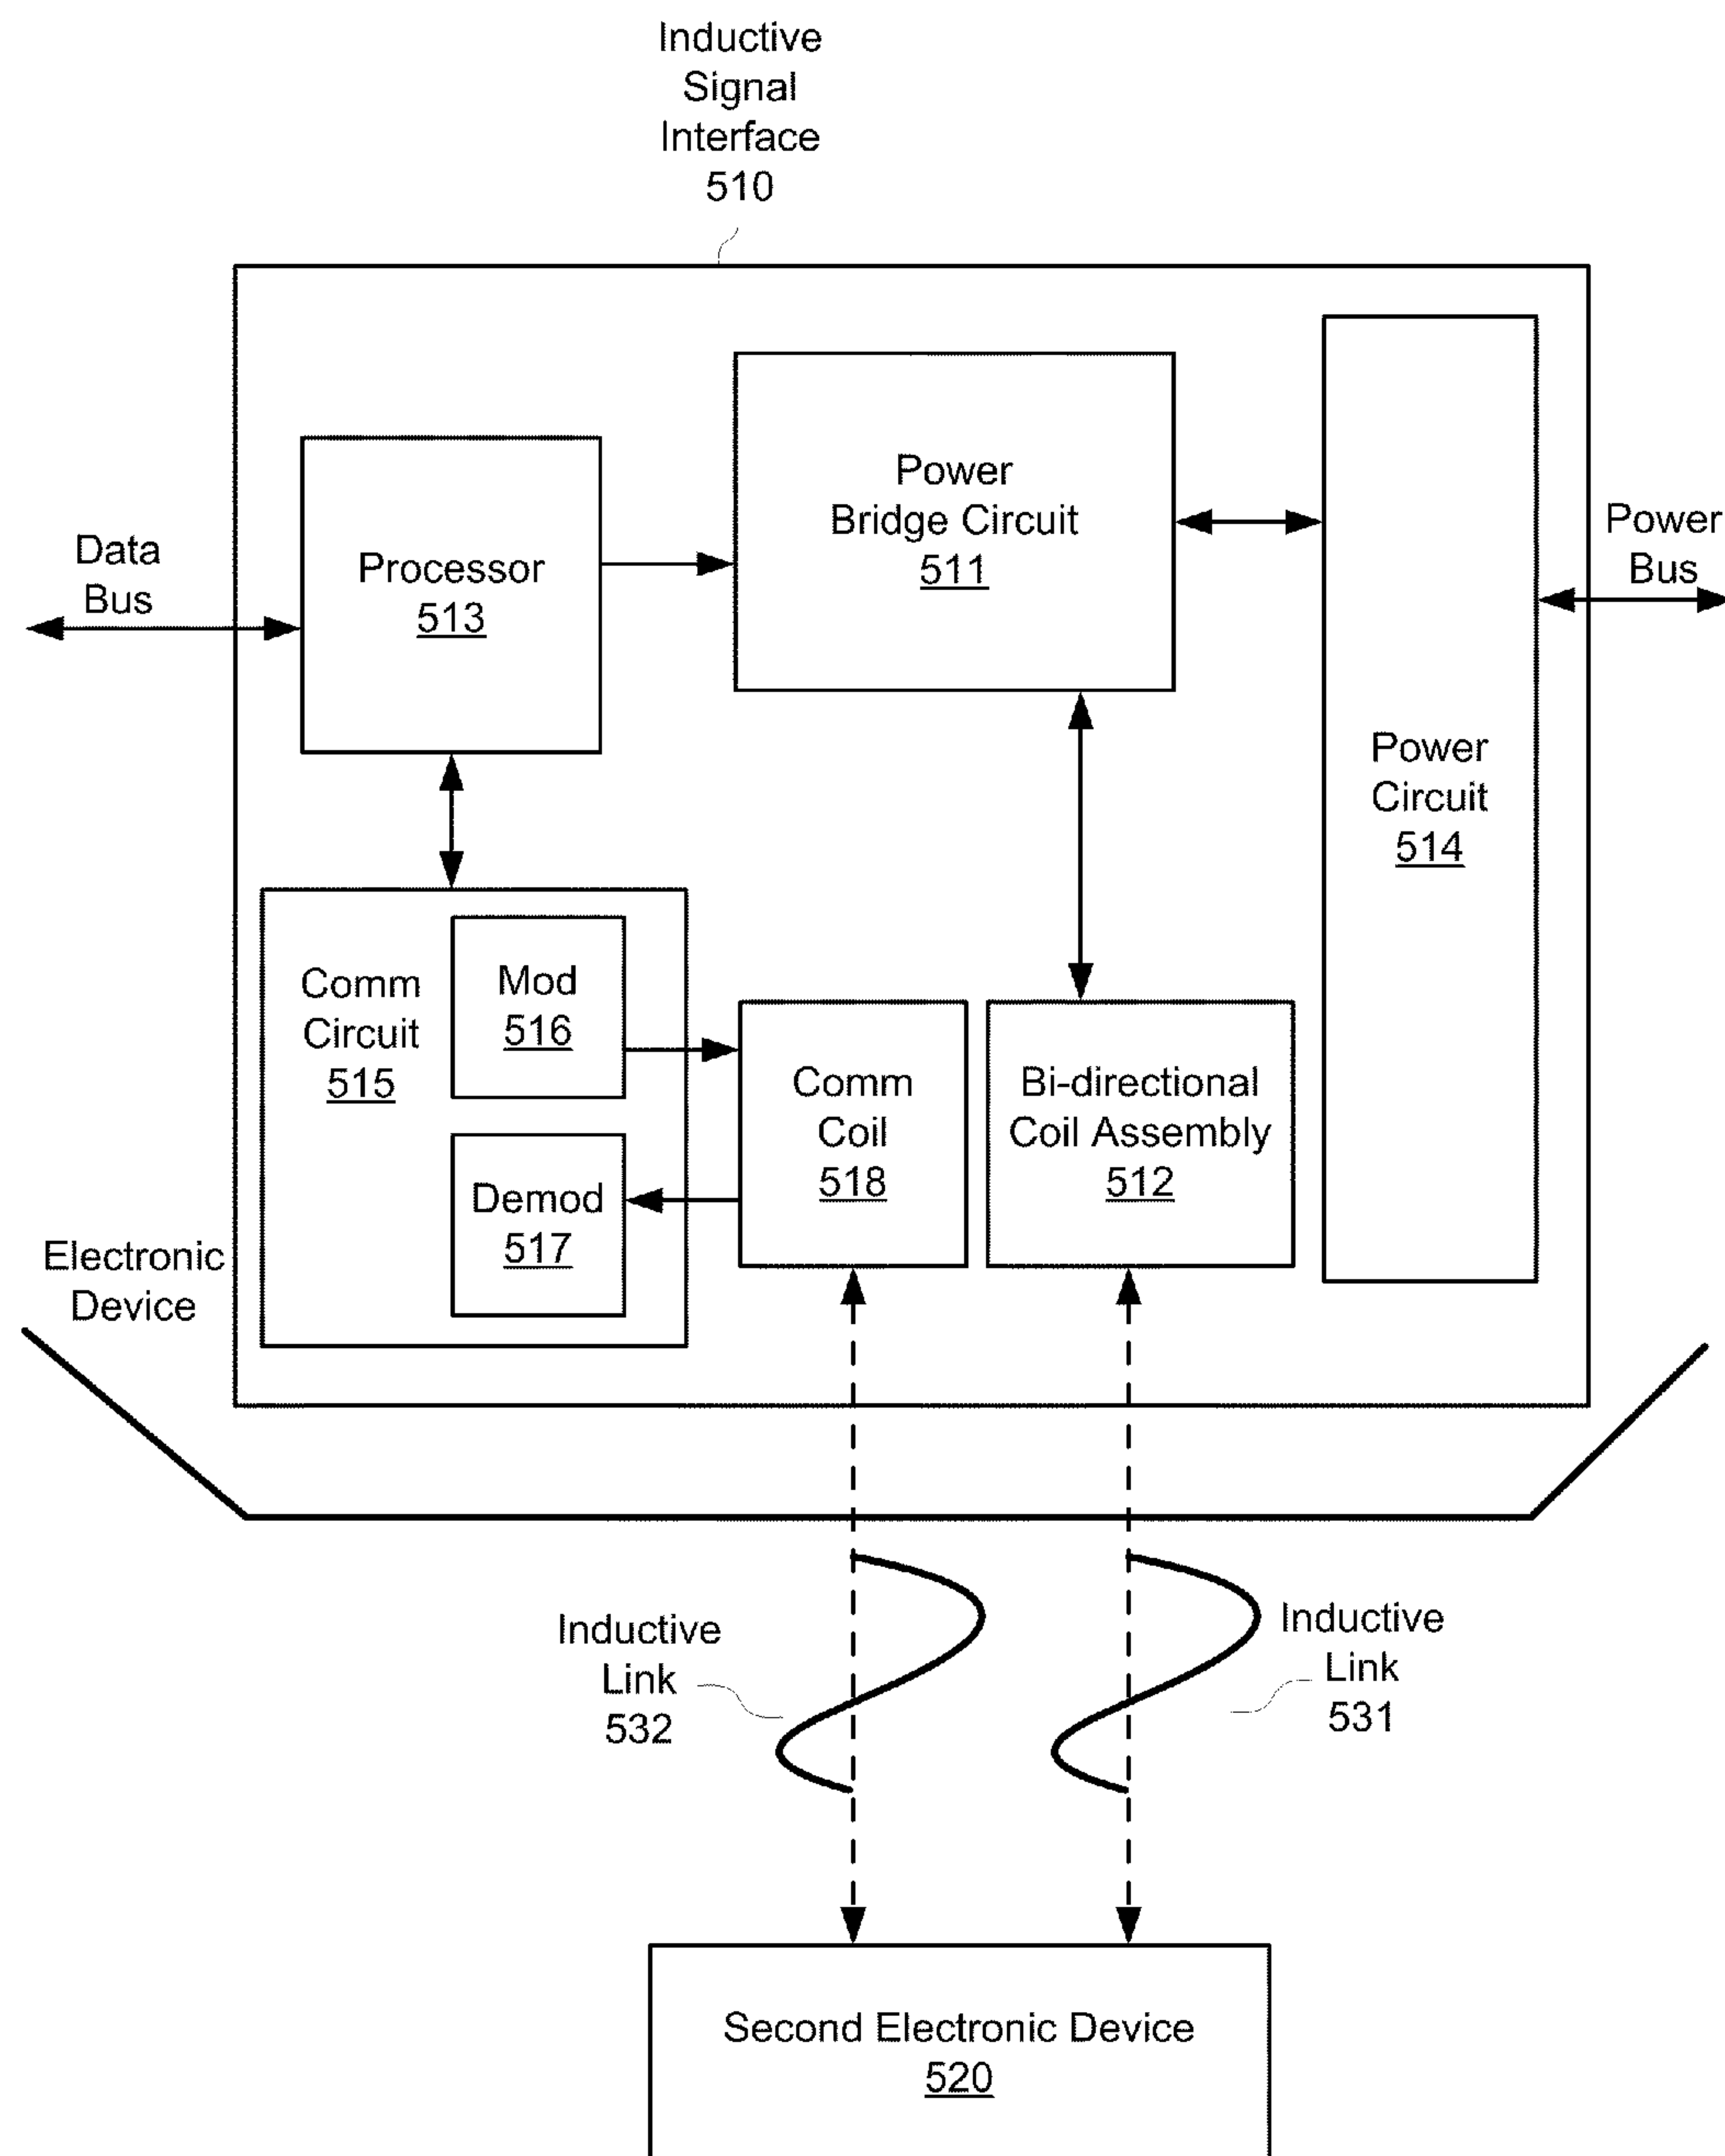 Inductive
Signal
Interface
510
Power
Bridge Circuit
511
Power
Bus
Data
Bus
Processor
513
Power
Circuit
514
Comm
Circuit
515
Mod
516
Demod
517
Comm
Coil
518
Bi-directional
Coil Assembly
512
Electronic
Device
Inductive
Link
532
Inductive
Link
531
Second Electronic Device
520